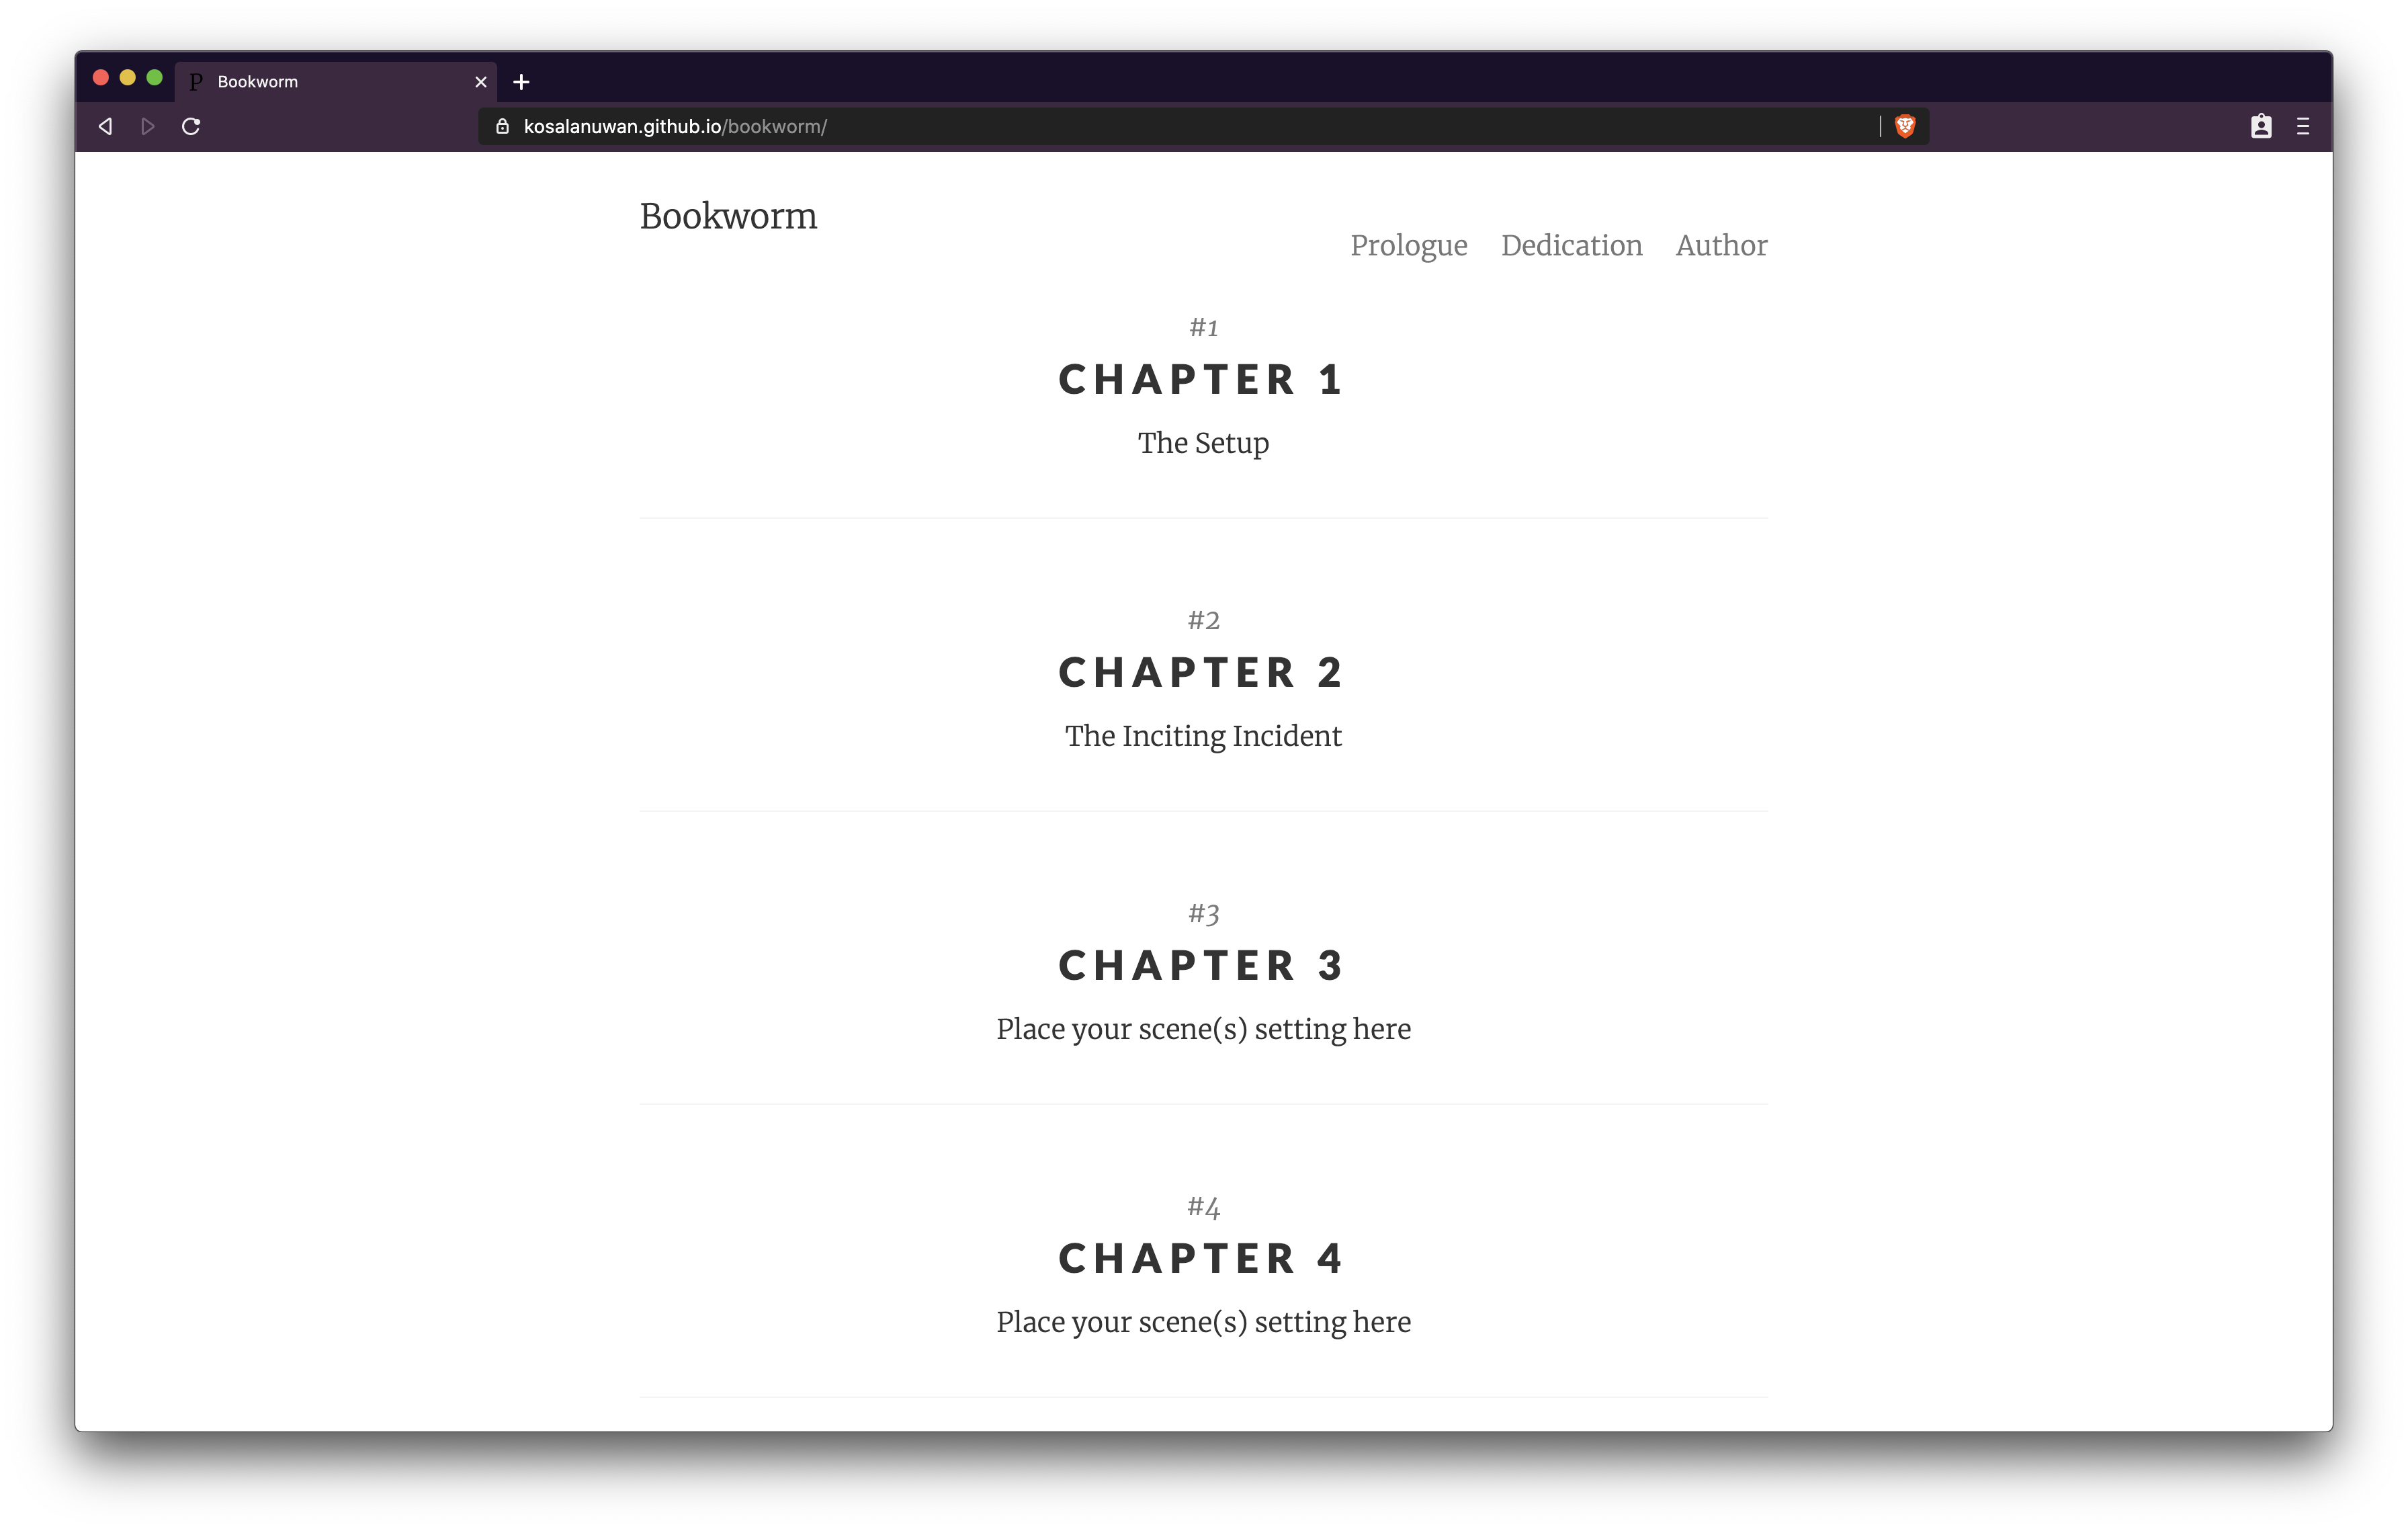 P Bookworm
kosalanuwan.github.io/bookworm/
Bookworm
Prologue Dedication Author
#1
CHAPTER 1
The Setup
#2
CHAPTER 2
The Inciting Incident
#3
CHAPTER 3
Place your scene(s) setting here
#4
CHAPTER 4
Place your scene(s) setting here